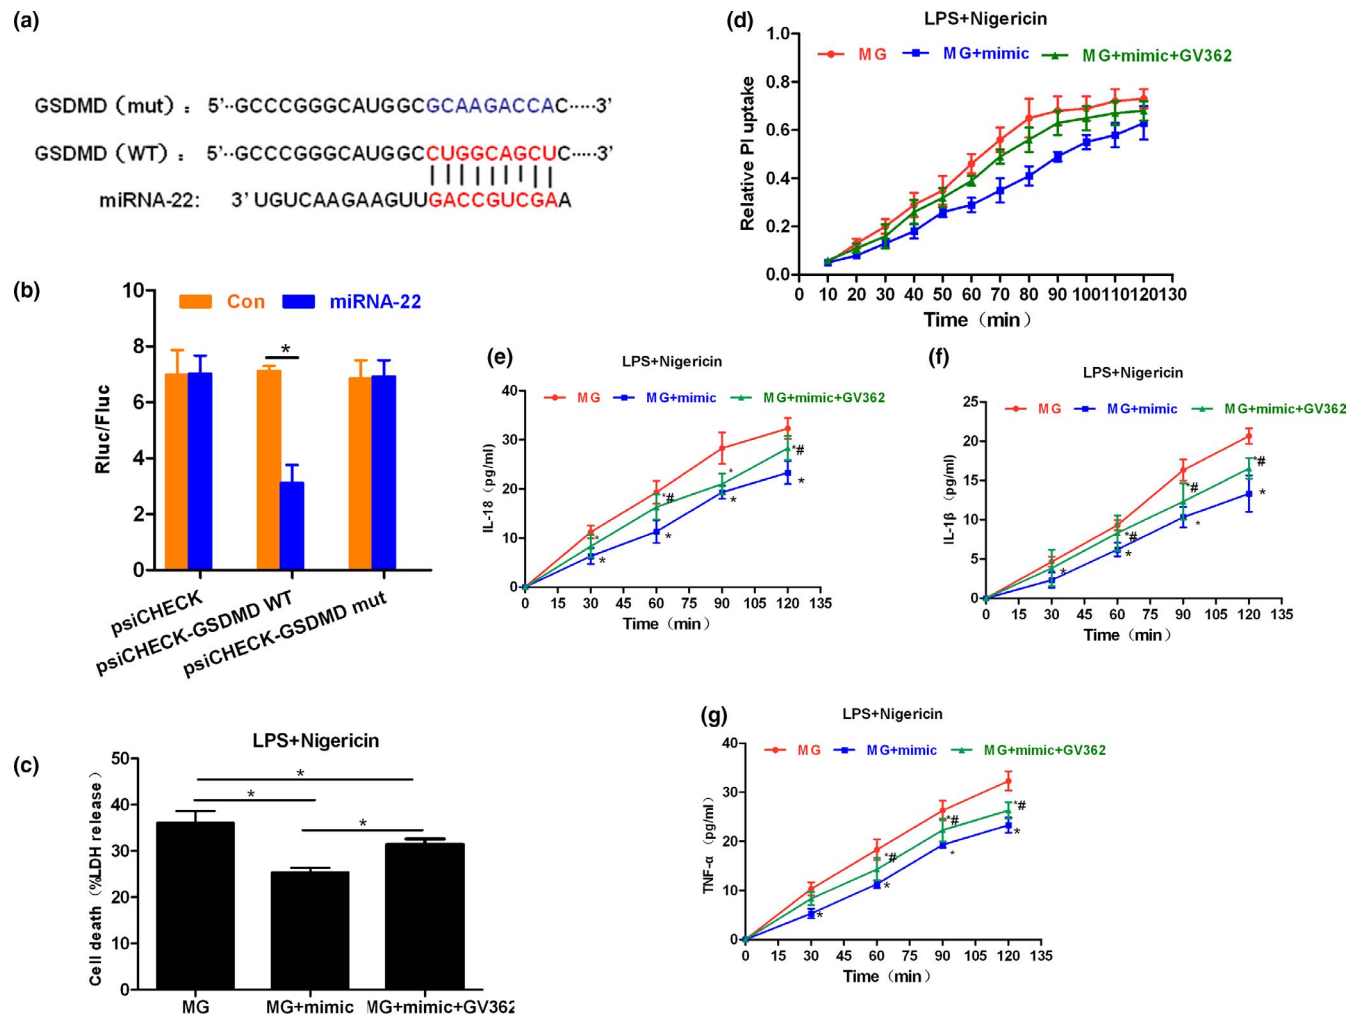 (a)
GSDMD（mut）： 5'··GCCCGGGCAUGGCGCAAGACCAC·····3'
GSDMD（WT）： 5'··GCCCGGGCAUGGCCUGGCAGCUC·····3'
miRNA-22: 3' UGUCAAGAAGUUGACCGUCGAA
(b)
Con miRNA-22
*
10
8
6
4
2
0
Rluc/Fluc
psiCHECK
psiCHECK-GSDMD WT
psiCHECK-GSDMD mut
(c)
LPS+Nigericin
* * *
50
40
30
20
10
0
Cell death（%LDH release）
MG MG+mimic MG+mimic+GV362
(d)
LPS+Nigericin
MG MG+mimic MG+mimic+GV362
1.0
0.8
0.6
0.4
0.2
0.0
Relative PI uptake
0 10 20 30 40 50 60 70 80 90 100 110 120 130
Time（min）
(e)
LPS+Nigericin
MG MG+mimic MG+mimic+GV362
40
30
20
10
0
IL-18（pg/ml）
* * *# * * * *# *
0 15 30 45 60 75 90 105 120 135
Time（min）
(f)
LPS+Nigericin
MG MG+mimic MG+mimic+GV362
25
20
15
10
5
0
IL-1β（pg/ml）
* *# * *# * *# *
0 15 30 45 60 75 90 105 120 135
Time（min）
(g)
LPS+Nigericin
MG MG+mimic MG+mimic+GV362
40
30
20
10
0
TNF-α（pg/ml）
* *# * *# * *# *
0 15 30 45 60 75 90 105 120 135
Time（min）